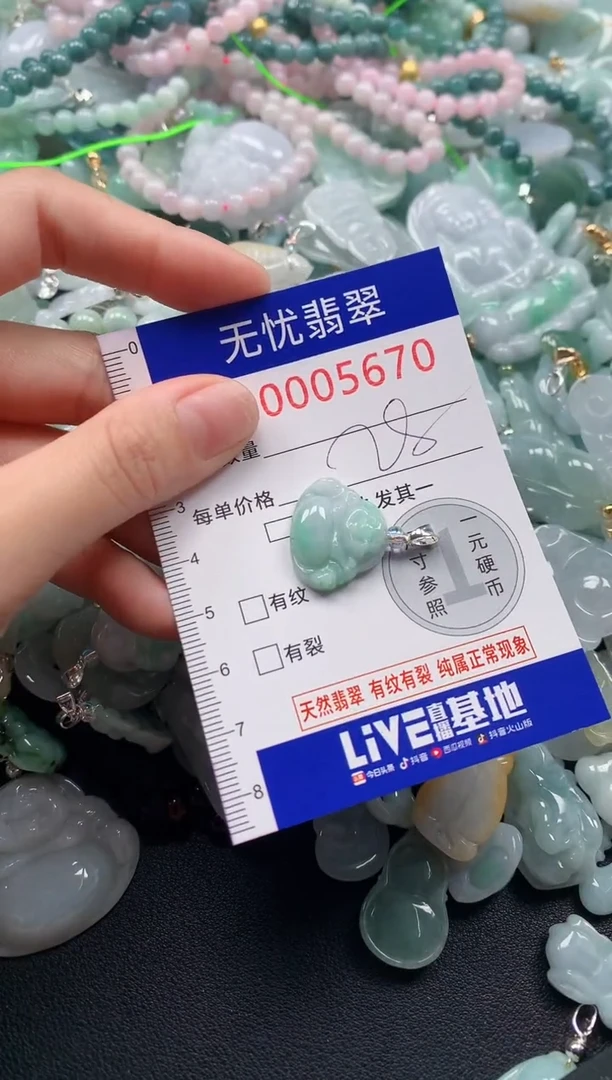 无忧翡翠
0005670
数量 28
每单价格
发其一
有纹
有裂
一元硬币
寸参照
1
天然翡翠 有纹有裂 纯属正常现象
LiVE直播基地
今日头条 抖音 西瓜视频 抖音火山版
0
3
4
5
6
7
8